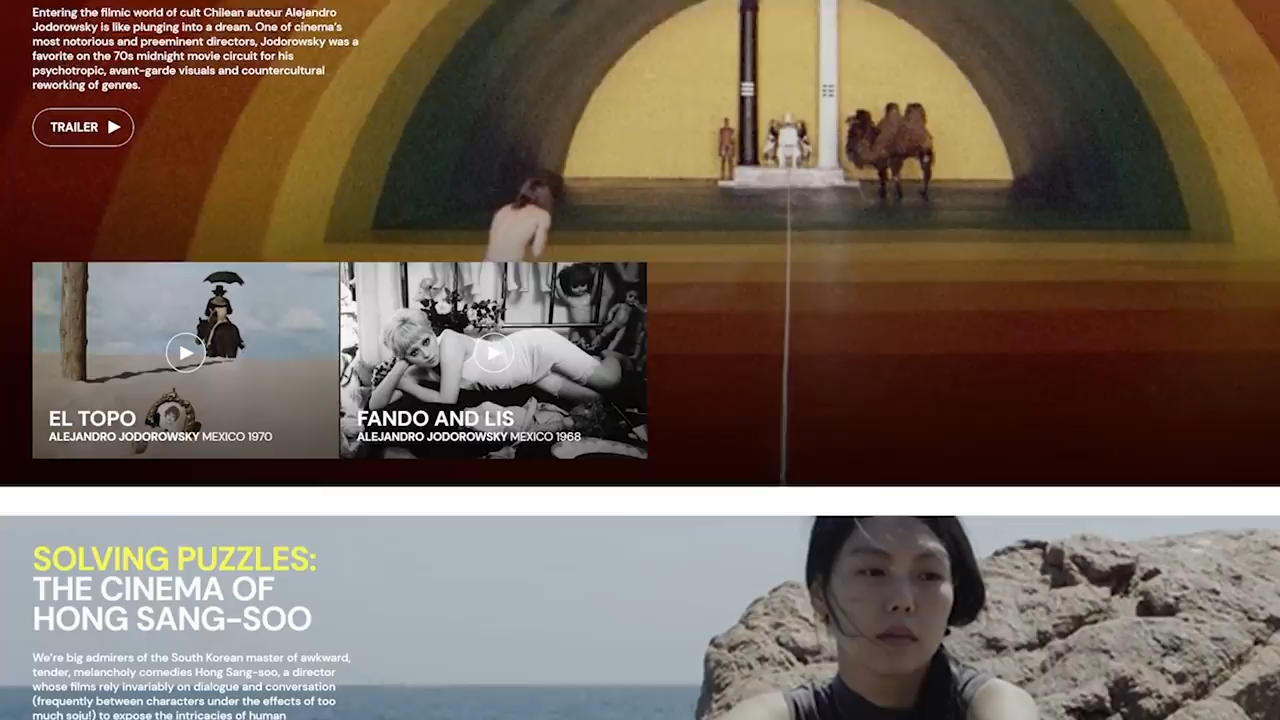 Entering the filmic world of cult Chilean auteur Alejandro
Jodorowsky is like plunging into a dream. One of cinema's
most notorious and preeminent directors, Jodorowsky was a
favorite on the 70s midnight movie circuit for his
psychotropic, avant-garde visuals and countercultural
reworking of genres.
TRAILER
EL TOPO
ALEJANDRO JODOROWSKY MEXICO 1970
FANDO AND LIS
ALEJANDRO JODOROWSKY MEXICO 1968
SOLVING PUZZLES:
THE CINEMA OF
HONG SANG-SOO
We're big admirers of the South Korean master of awkward,
tender, melancholy comedies Hong Sang-soo, a director
whose films rely invariably on dialogue and conversation
(frequently between characters under the effects of too
much soju!) to expose the intricacies of human